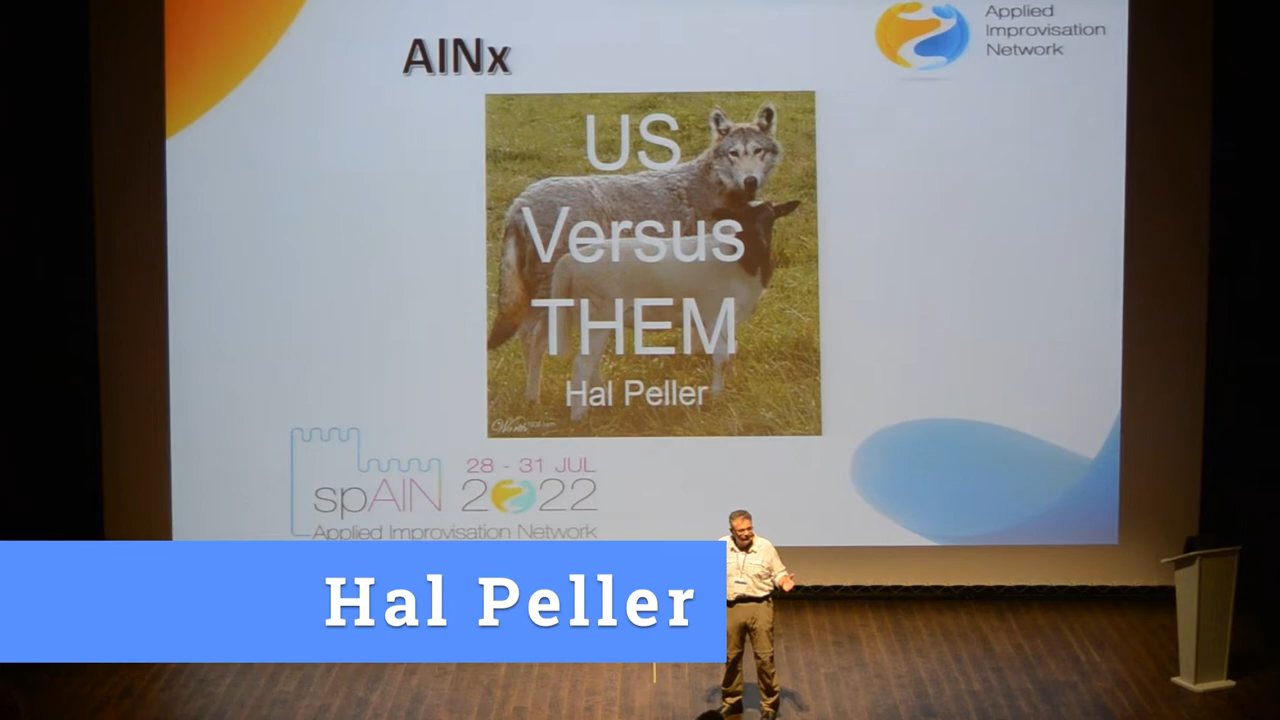 AINx
Applied
Improvisation
Network
US
Versus
THEM
Hal Peller
28 - 31 JUL
spAIN 2022
Applied Improvisation Network
Hal Peller